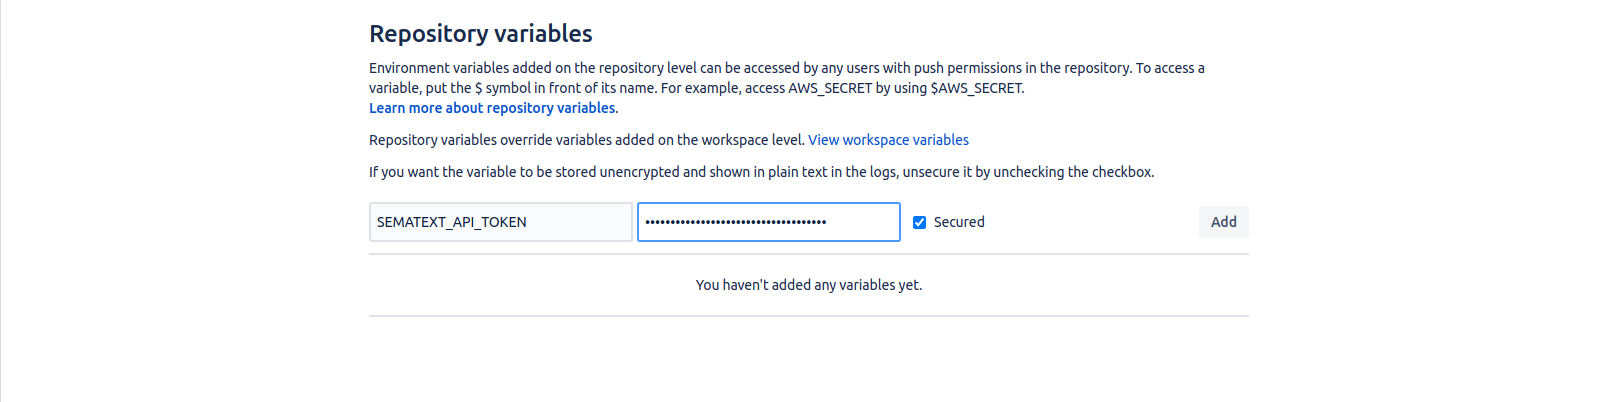 Repository variables
Environment variables added on the repository level can be accessed by any users with push permissions in the repository. To access a
variable, put the $ symbol in front of its name. For example, access AWS_SECRET by using $AWS_SECRET.
Learn more about repository variables.
Repository variables override variables added on the workspace level. View workspace variables
If you want the variable to be stored unencrypted and shown in plain text in the logs, unsecure it by unchecking the checkbox.
SEMATEXT_API_TOKEN •••••••••••••••••••••••••••••••••••• Secured Add
You haven't added any variables yet.